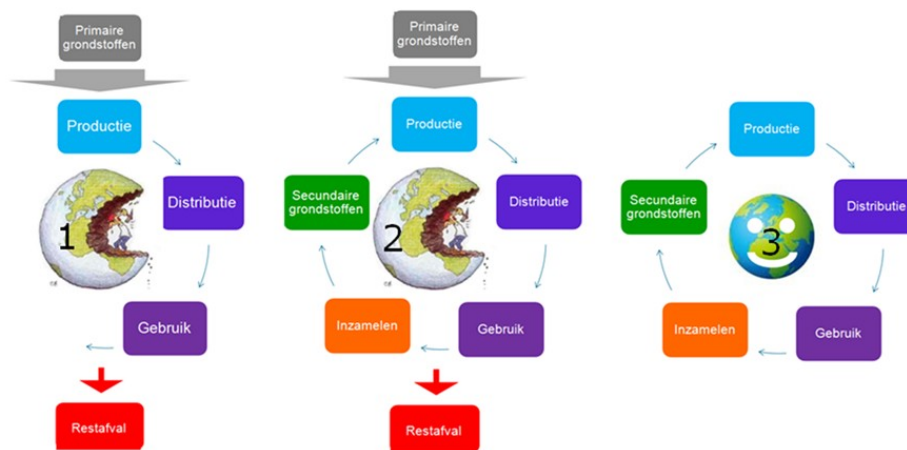 Primaire
grondstoffen
Productie
Distributie
1
Gebruik
Restafval
Primaire
grondstoffen
Productie
Secundaire
grondstoffen
Distributie
2
Inzamelen
Gebruik
Restafval
Productie
Secundaire
grondstoffen
Distributie
3
Inzamelen
Gebruik